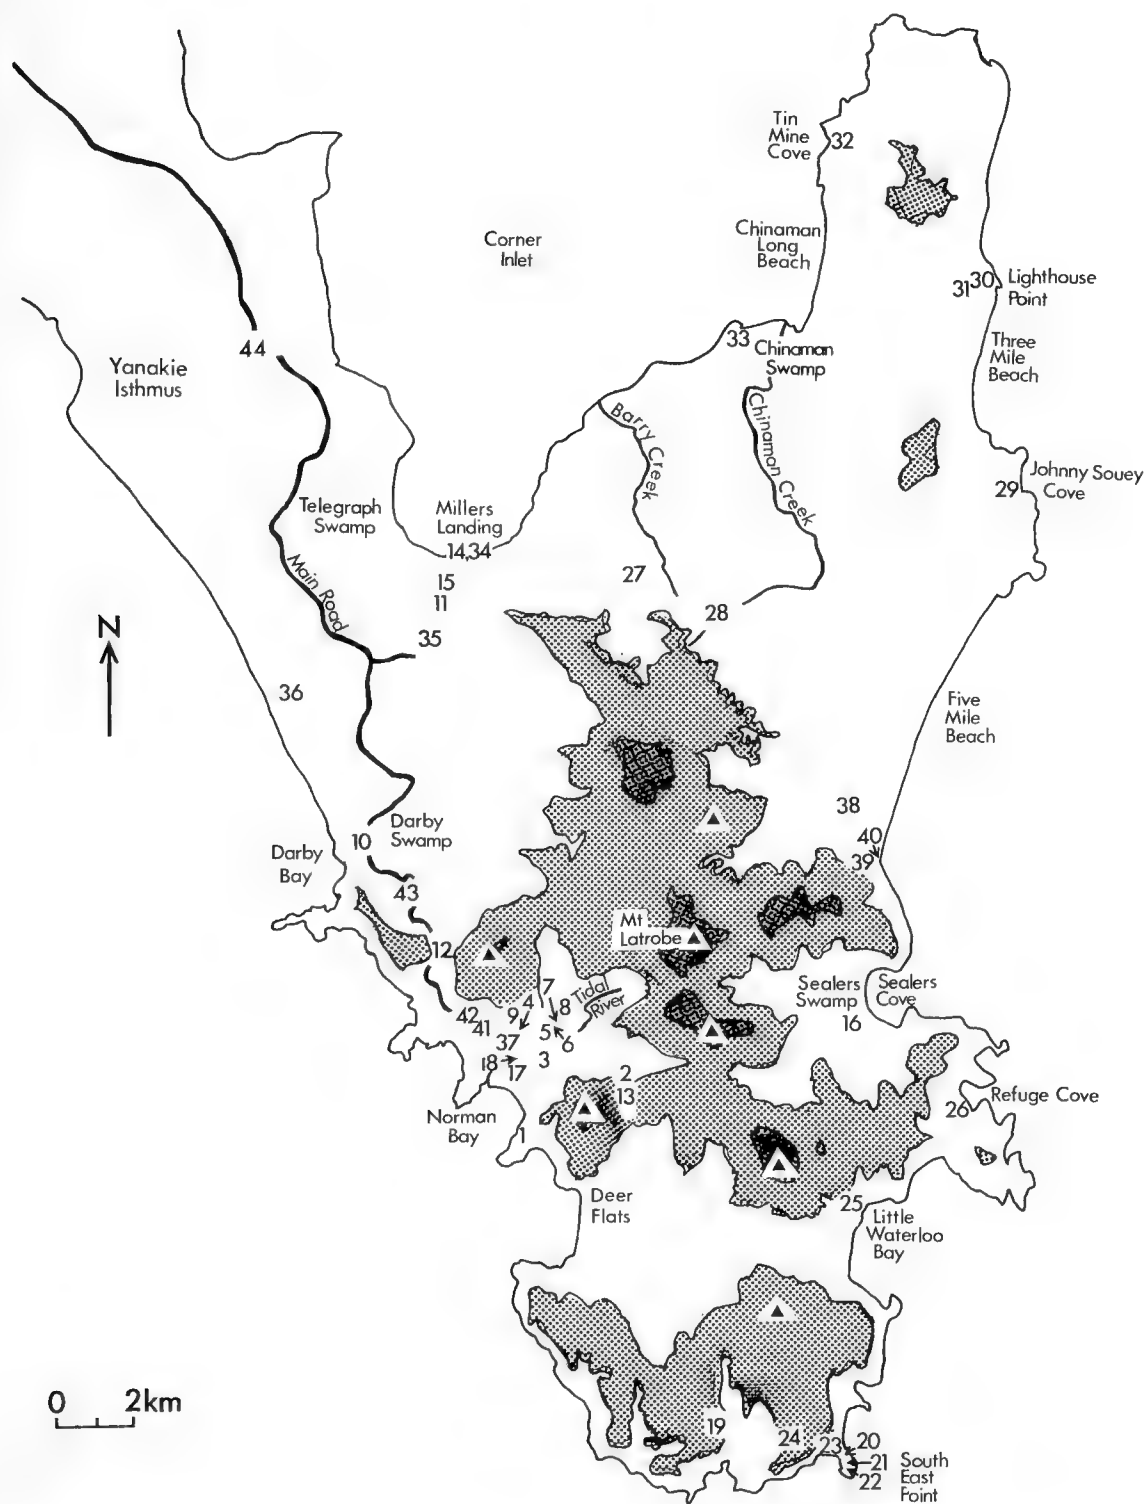 Tin
Mine
Cove
32
Corner
Inlet
Chinaman
Long
Beach
31
30
Lighthouse
Point
44
33
Chinaman
Swamp
Three
Mile
Beach
Yanakie
Isthmus
Barry Creek
Chinaman Creek
Johnny Souey
Cove
29
Telegraph
Swamp
Millers
Landing
14,34
15
11
27
28
Main Road
35
N
36
Five
Mile
Beach
38
10
Darby
Swamp
40
39
Darby
Bay
43
Mt
Latrobe
12
Tidal
River
7
4
8
9
Sealers
Swamp
Sealers
Cove
16
42
41
5
6
37
18
17
3
2
13
Norman
Bay
1
26
Refuge Cove
Deer
Flats
25
Little
Waterloo
Bay
0
2km
19
24
23
20
21
22
South
East
Point